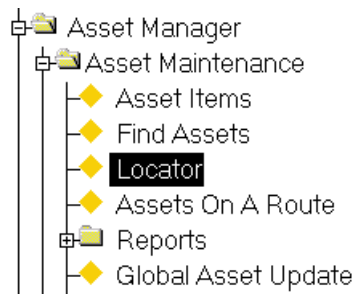 Asset Manager
Asset Maintenance
Asset Items
Find Assets
Locator
Assets On A Route
Reports
Global Asset Update